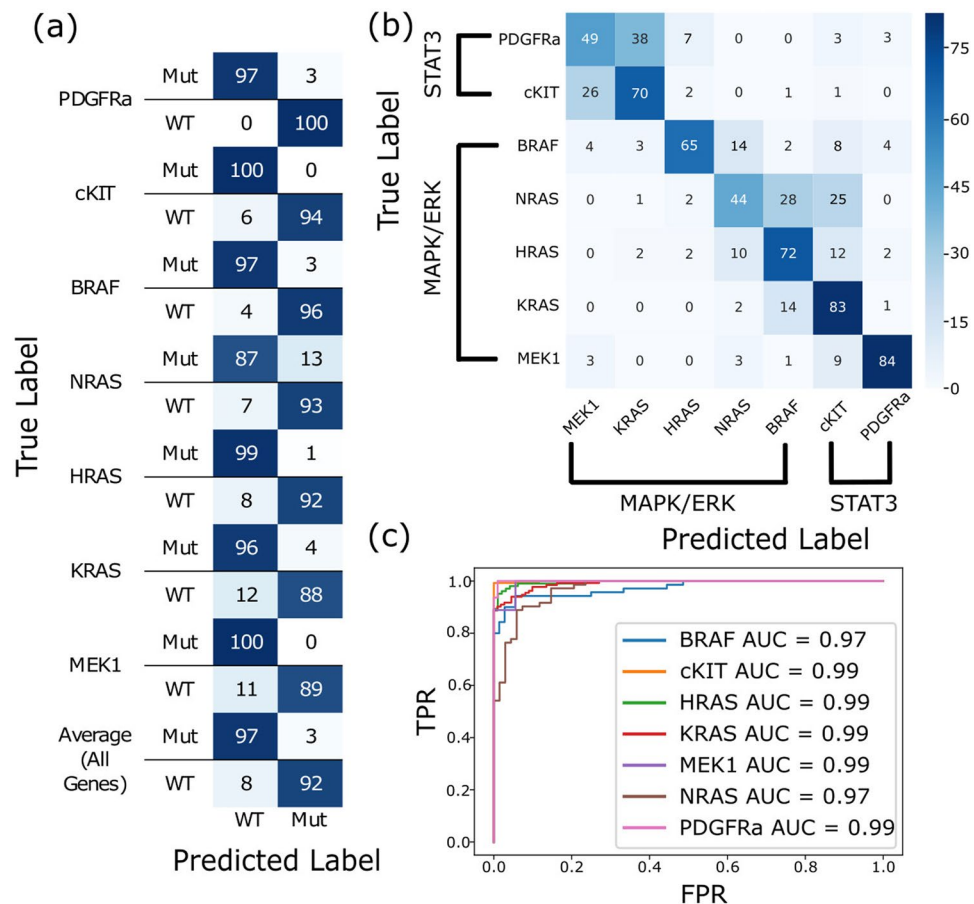 (a)
True Label
PDGFRa
Mut 97 3
WT 0 100
cKIT
Mut 100 0
WT 6 94
BRAF
Mut 97 3
WT 4 96
NRAS
Mut 87 13
WT 7 93
HRAS
Mut 99 1
WT 8 92
KRAS
Mut 96 4
WT 12 88
MEK1
Mut 100 0
WT 11 89
Average
(All
Genes)
Mut 97 3
WT 8 92
WT Mut
Predicted Label
(b)
True Label
STAT3
MAPK/ERK
PDGFRa 49 38 7 0 0 3 3
cKIT 26 70 2 0 1 1 0
BRAF 4 3 65 14 2 8 4
NRAS 0 1 2 44 28 25 0
HRAS 0 2 2 10 72 12 2
KRAS 0 0 0 2 14 83 1
MEK1 3 0 0 3 1 9 84
MEK1 KRAS HRAS NRAS BRAF cKIT PDGFRa
MAPK/ERK STAT3
Predicted Label
75
60
45
30
15
0
(c)
TPR
1.0
0.8
0.6
0.4
0.2
0.0
BRAF AUC = 0.97
cKIT AUC = 0.99
HRAS AUC = 0.99
KRAS AUC = 0.99
MEK1 AUC = 0.99
NRAS AUC = 0.97
PDGFRa AUC = 0.99
0.0 0.2 0.4 0.6 0.8 1.0
FPR